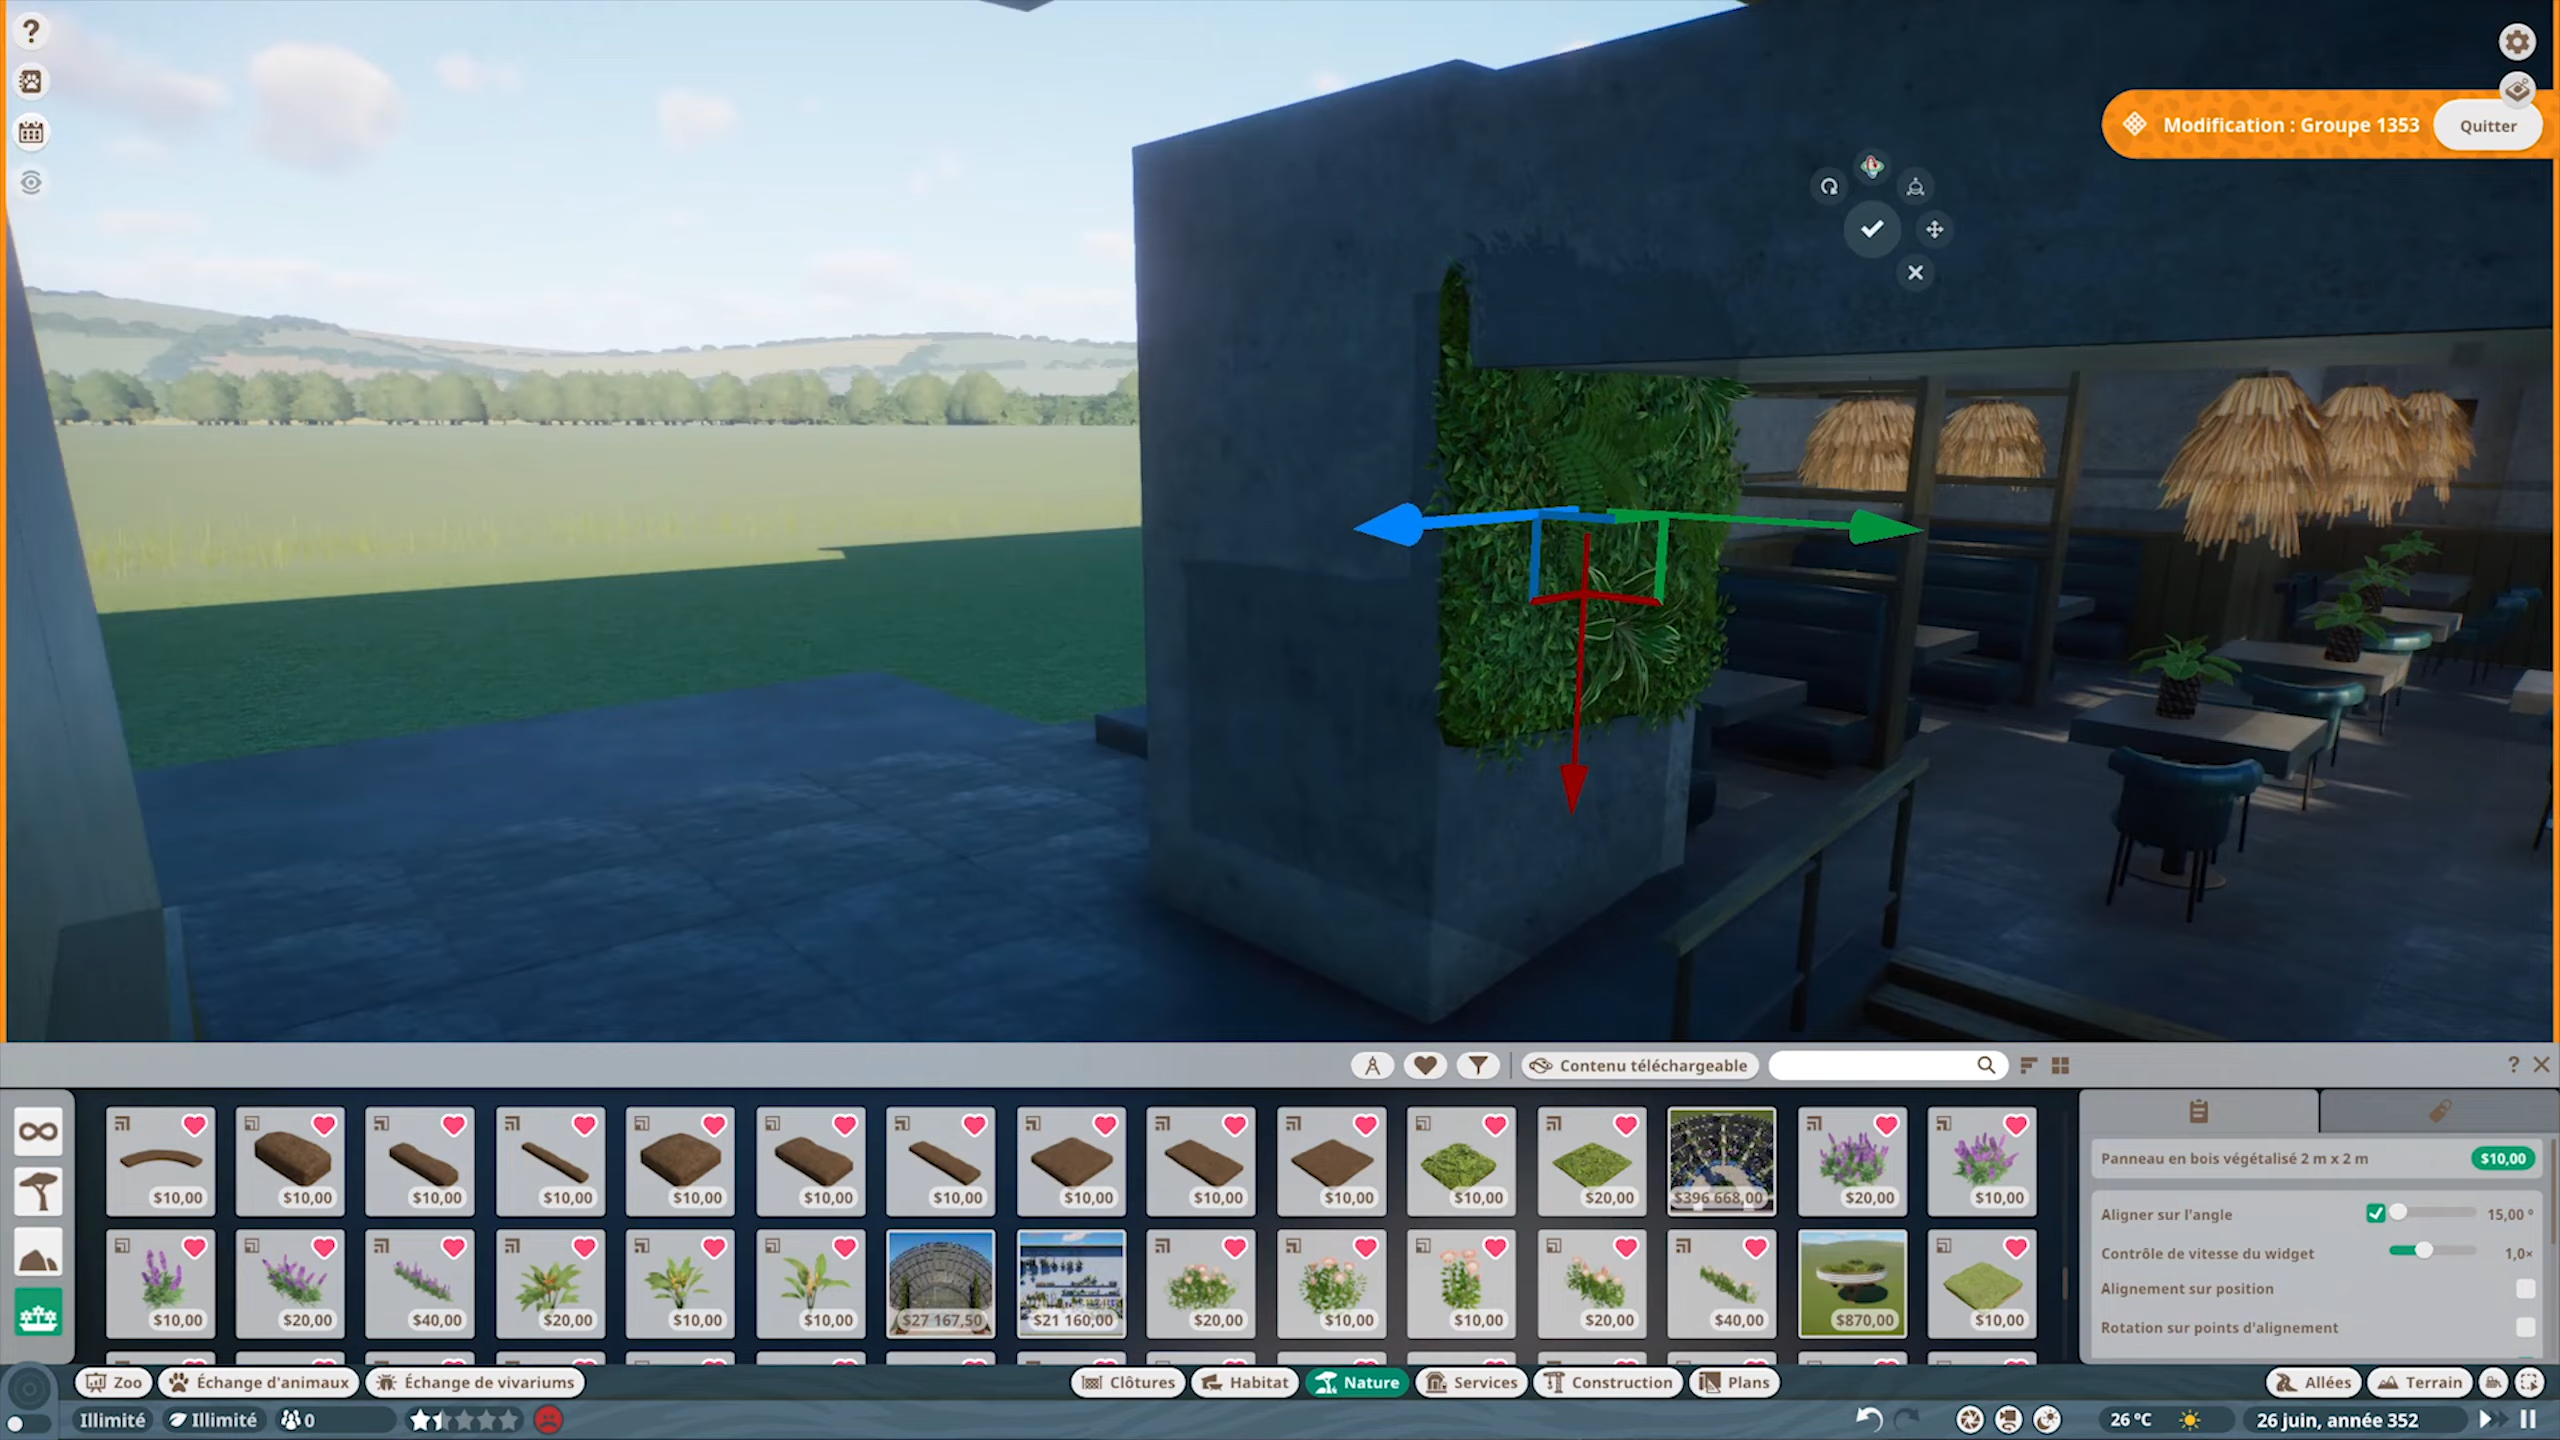 Modification : Groupe 1353
Quitter
Contenu téléchargeable
$10,00 $10,00 $10,00 $10,00 $10,00 $10,00 $10,00 $10,00 $10,00 $10,00 $10,00 $20,00 $396 668,00 $20,00 $10,00
$10,00 $20,00 $40,00 $20,00 $10,00 $10,00 $27 167,50 $21 160,00 $20,00 $10,00 $10,00 $20,00 $40,00 $870,00 $10,00
Panneau en bois végétalisé 2 m x 2 m $10,00
Aligner sur l'angle 15,00 °
Contrôle de vitesse du widget 1,0×
Alignement sur position
Rotation sur points d'alignement
Zoo Échange d'animaux Échange de vivariums Clôtures Habitat Nature Services Construction Plans Allées Terrain
Illimité Illimité 0 26 °C 26 juin, année 352